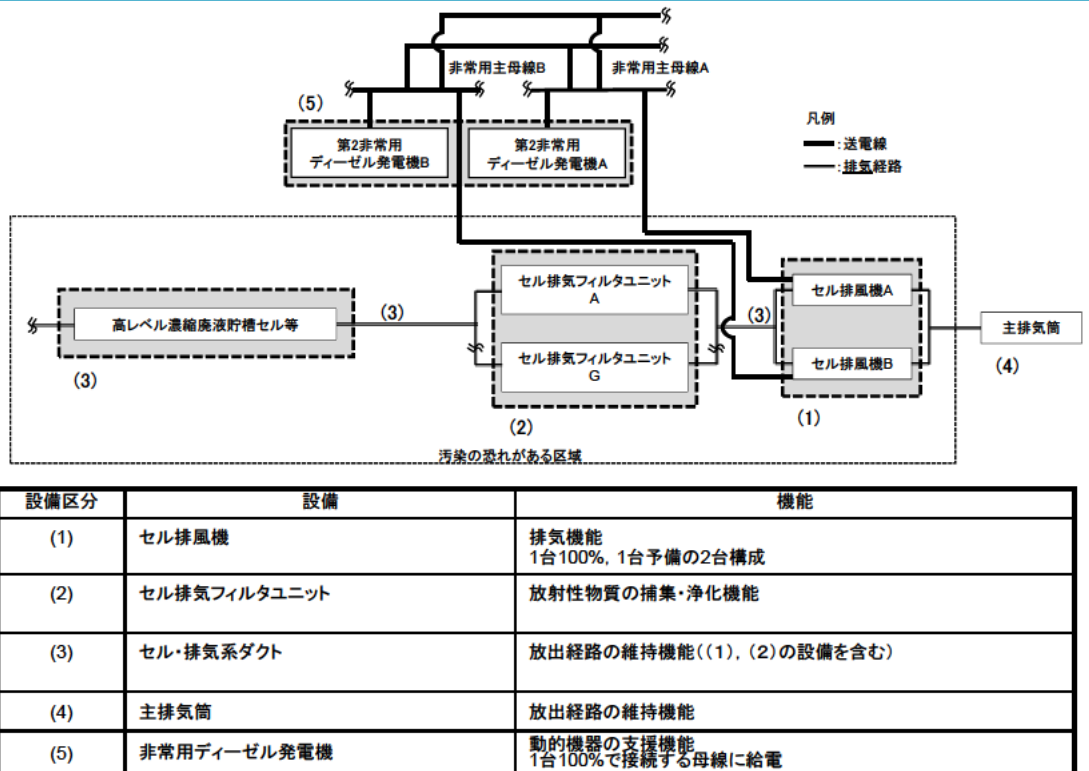 非常用主母線B
非常用主母線A
(5)
第2非常用
ディーゼル発電機B
第2非常用
ディーゼル発電機A
凡例
:送電線
:排気経路
セル排気フィルタユニット
A
セル排風機A
高レベル濃縮廃液貯槽セル等
(3)
(3)
主排気筒
セル排気フィルタユニット
G
セル排風機B
(4)
(3)
(2)
(1)
汚染の恐れがある区域
設備区分 設備 機能
(1) セル排風機 排気機能
1台100%, 1台予備の2台構成
(2) セル排気フィルタユニット 放射性物質の捕集・浄化機能
(3) セル・排気系ダクト 放出経路の維持機能((1), (2)の設備を含む)
(4) 主排気筒 放出経路の維持機能
(5) 非常用ディーゼル発電機 動的機器の支援機能
1台100%で接続する母線に給電